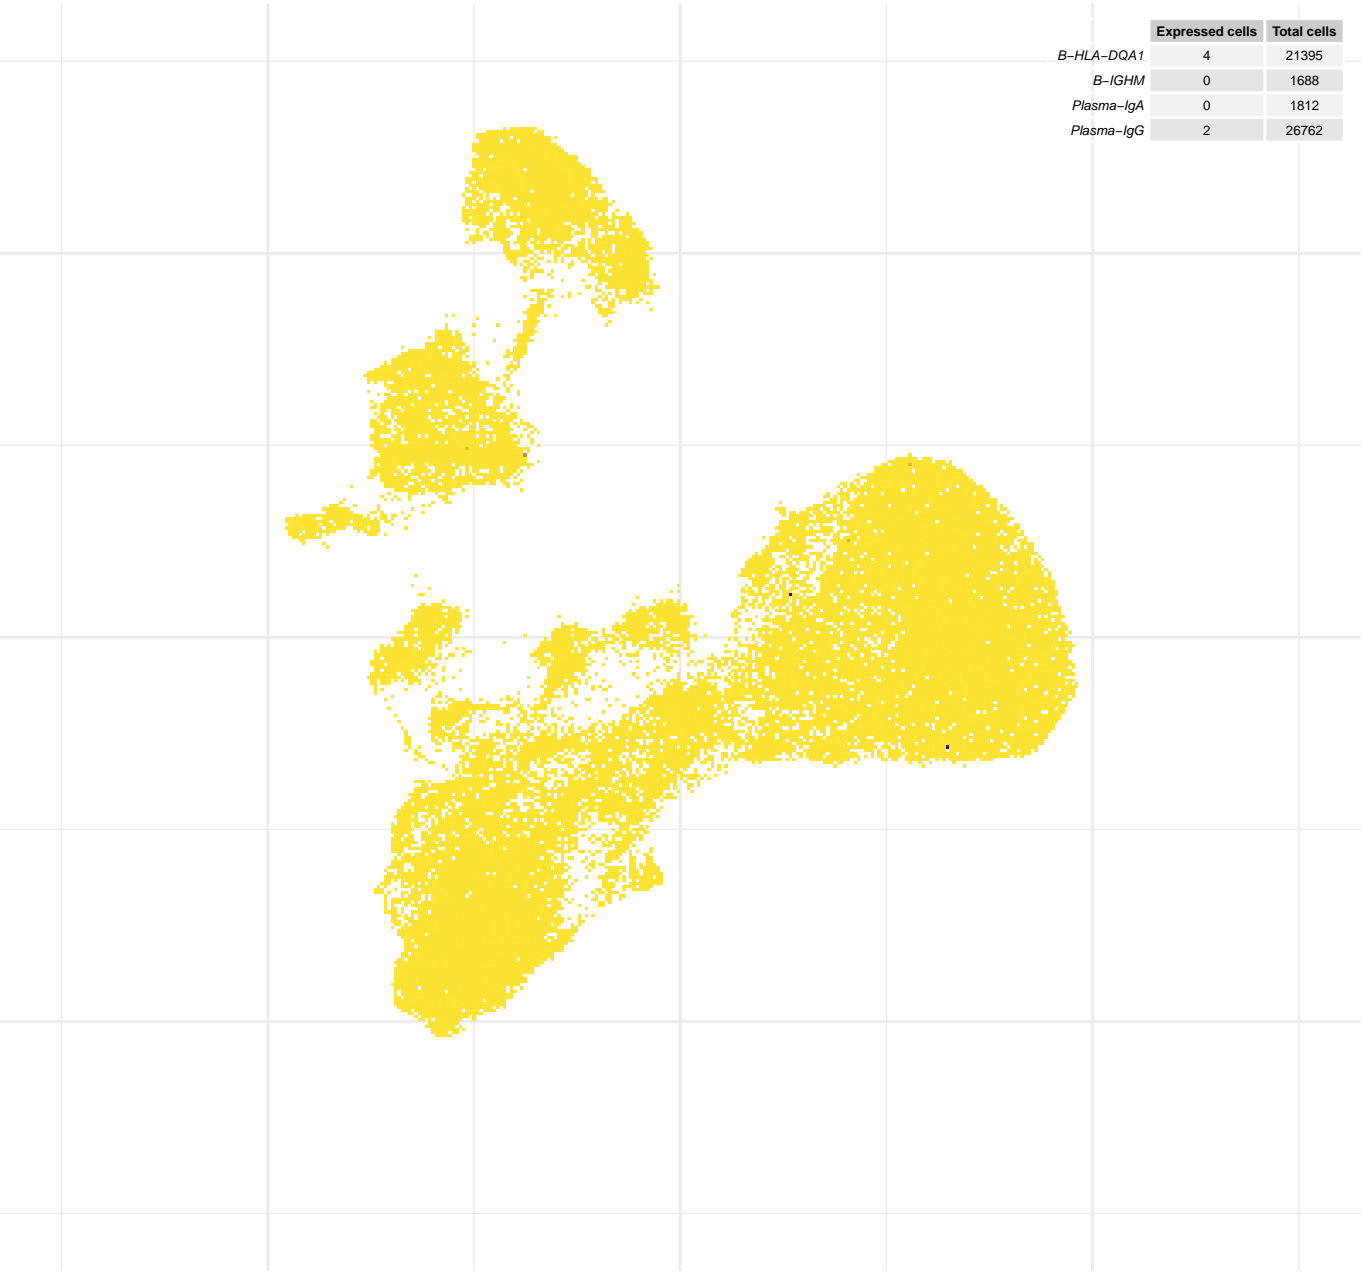 Expressed cells Total cells
B−HLA−DQA1 4 21395
B−IGHM 0 1688
Plasma−IgA 0 1812
Plasma−IgG 2 26762